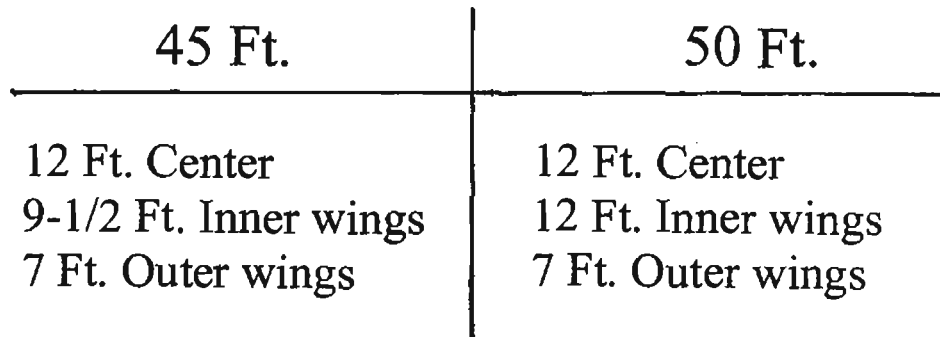 45 Ft.
50 Ft.
12 Ft. Center
9-1/2 Ft. Inner wings
7 Ft. Outer wings
12 Ft. Center
12 Ft. Inner wings
7 Ft. Outer wings